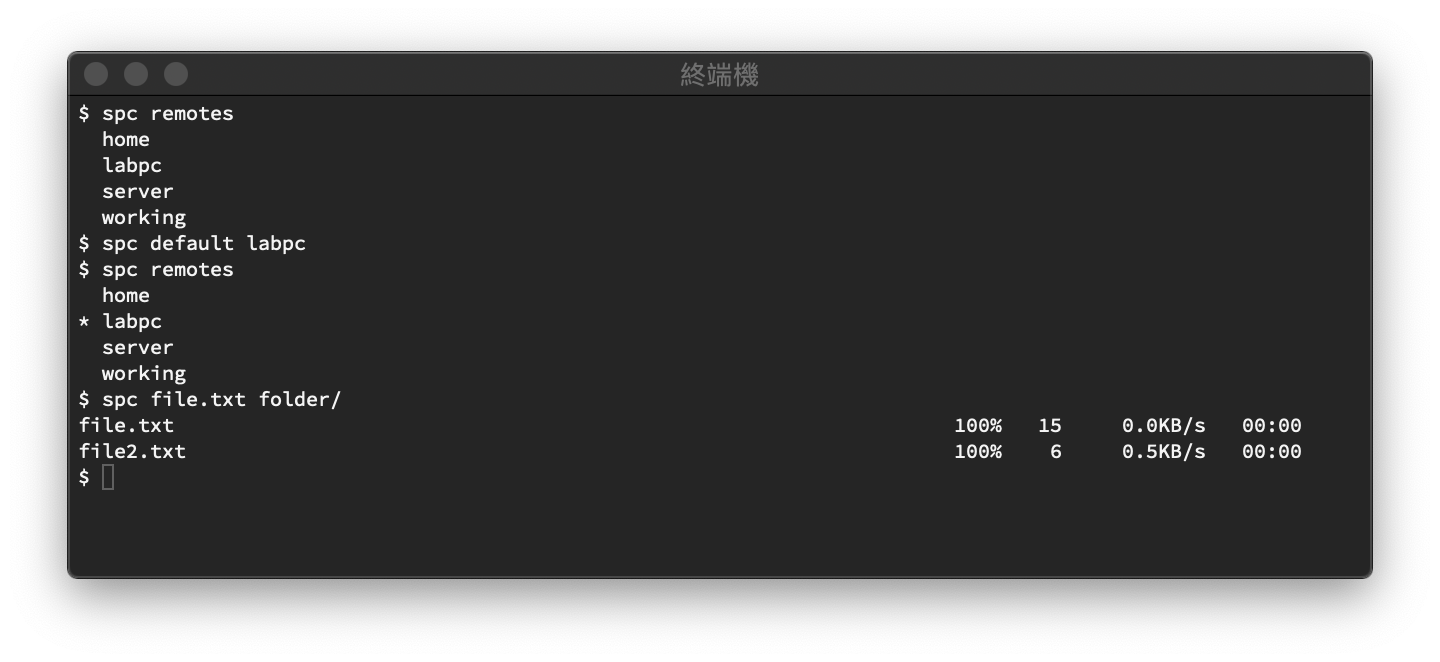 終端機
$ spc remotes
  home
  labpc
  server
  working
$ spc default labpc
$ spc remotes
  home
* labpc
  server
  working
$ spc file.txt folder/
file.txt                                                                 100%   15     0.0KB/s   00:00
file2.txt                                                                100%    6     0.5KB/s   00:00
$